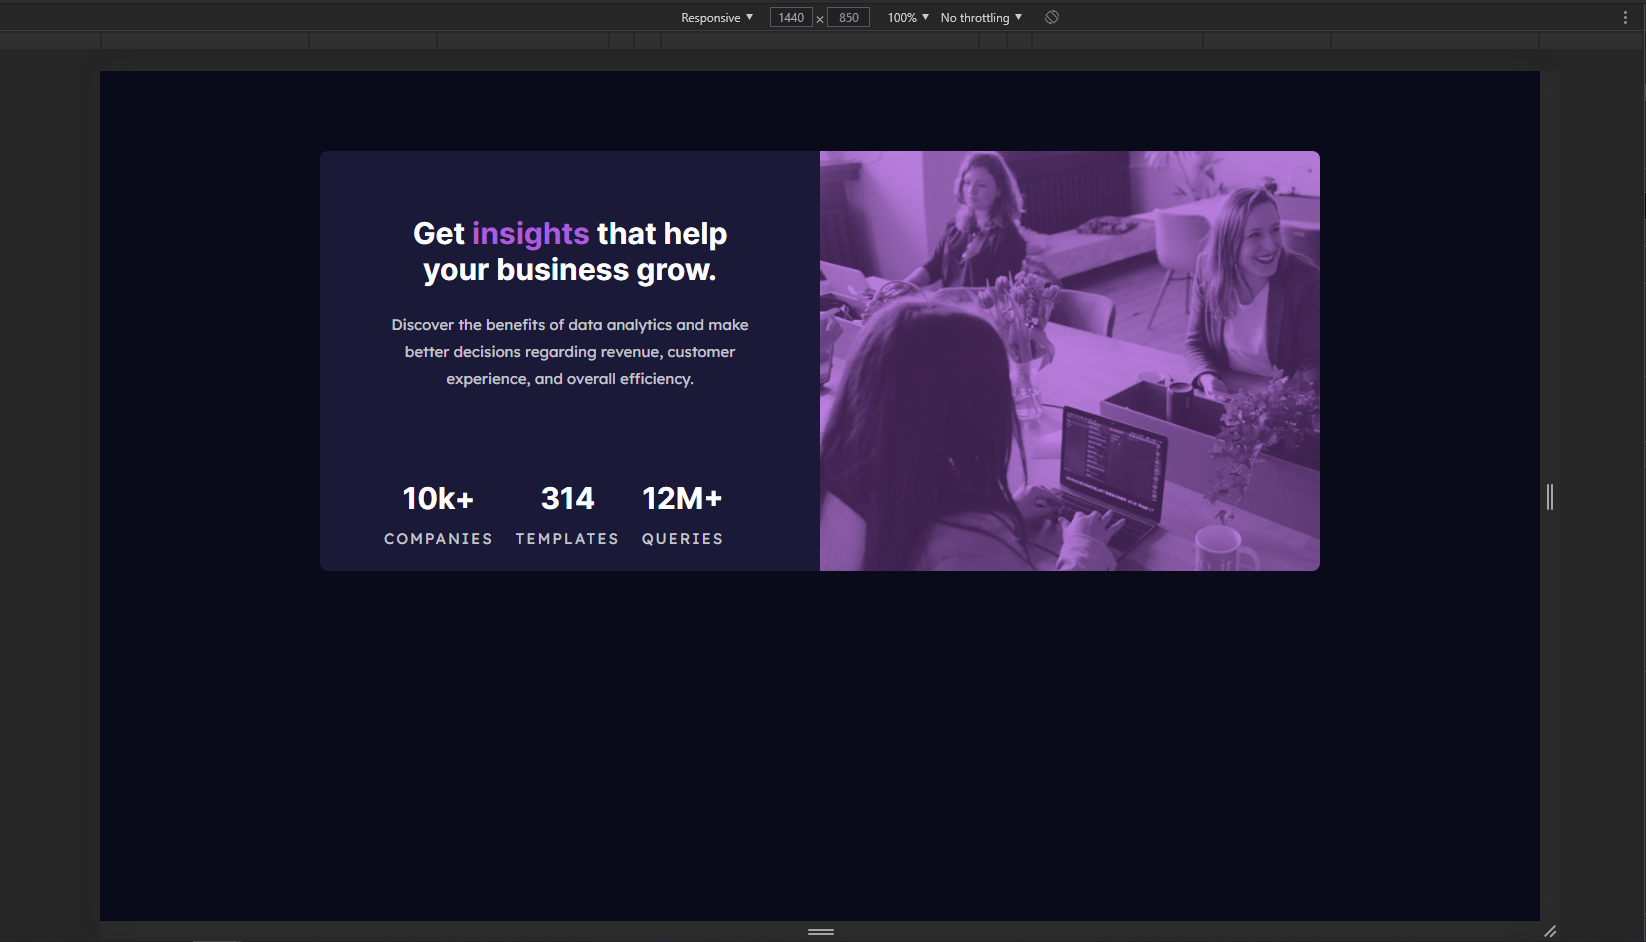 Responsive 1440 × 850 100% No throttling
Get insights that help
your business grow.
Discover the benefits of data analytics and make
better decisions regarding revenue, customer
experience, and overall efficiency.
10k+ 314 12M+
COMPANIES TEMPLATES QUERIES